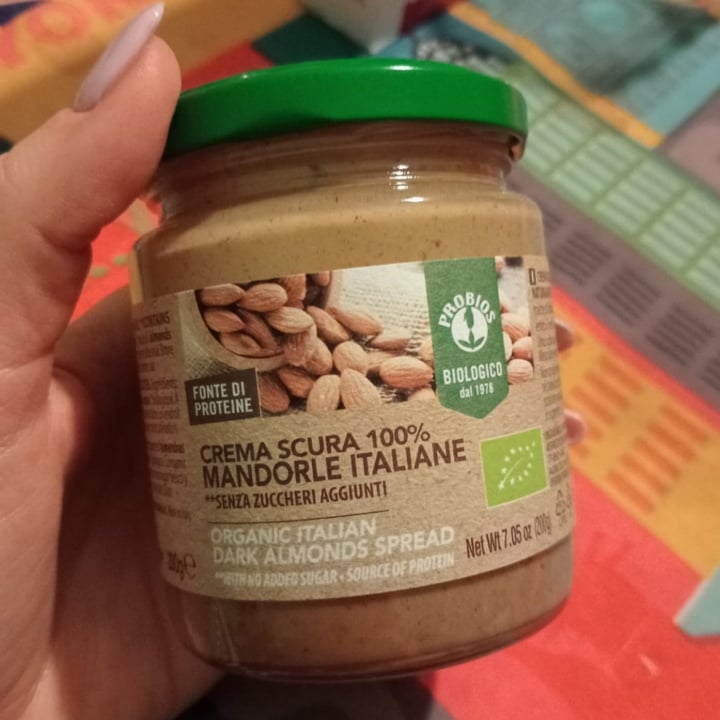 PROBIOS
BIOLOGICO
dal 1978
FONTE DI
PROTEINE
CREMA SCURA 100%
MANDORLE ITALIANE
**SENZA ZUCCHERI AGGIUNTI
ORGANIC ITALIAN
DARK ALMONDS SPREAD
**WITH NO ADDED SUGAR • SOURCE OF PROTEIN
Net Wt 7.05 oz (200g)